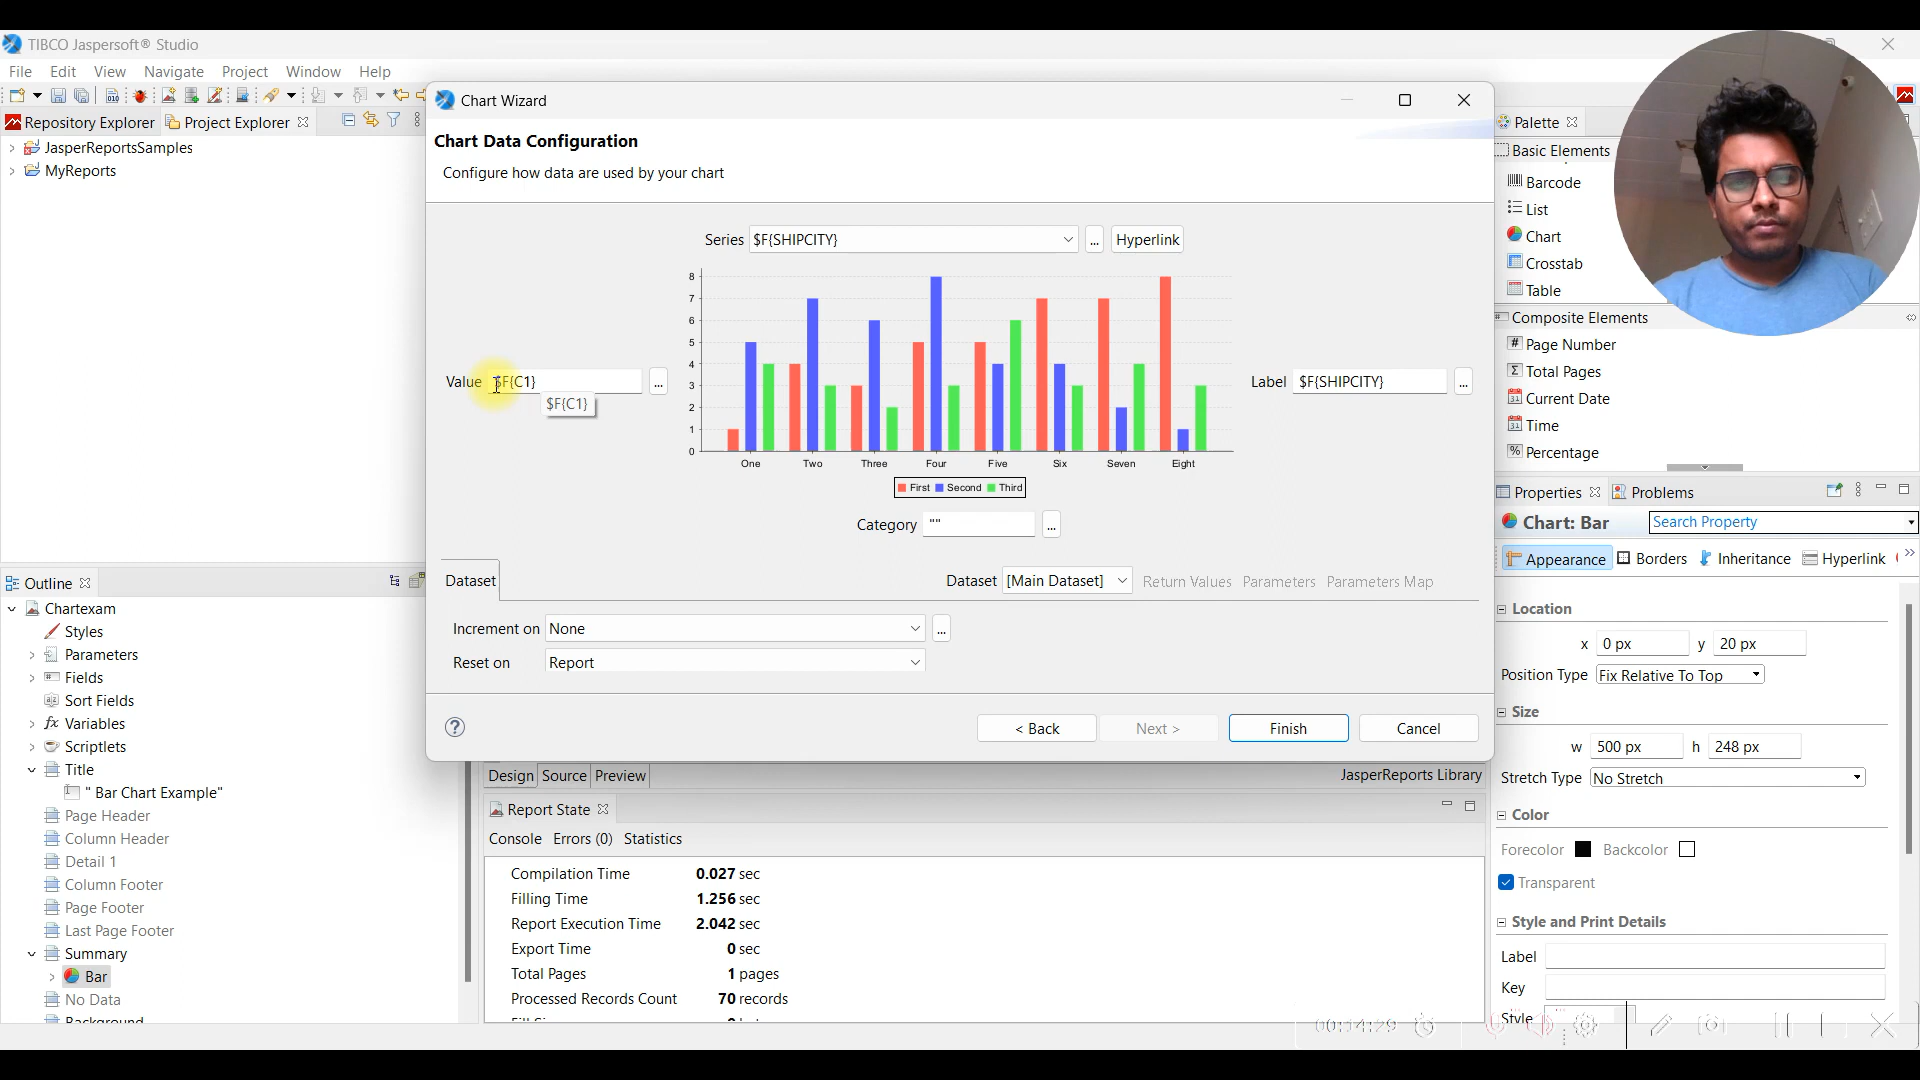 TIBCO Jaspersoft® Studio
File Edit View Navigate Project Window Help
Repository Explorer Project Explorer
JasperReportsSamples
MyReports
Outline
Chartexam
Styles
Parameters
Fields
Sort Fields
Variables
Scriptlets
Title
" Bar Chart Example"
Page Header
Column Header
Detail 1
Column Footer
Page Footer
Last Page Footer
Summary
Bar
No Data
Background
Chart Wizard
Chart Data Configuration
Configure how data are used by your chart
Series $F{SHIPCITY} ... Hyperlink
Value $F{C1} ...
$F{C1}
8
7
6
5
4
3
2
1
0
One Two Three Four Five Six Seven Eight
First Second Third
Label $F{SHIPCITY} ...
Category "" ...
Dataset
Dataset [Main Dataset] Return Values Parameters Parameters Map
Increment on None ...
Reset on Report
< Back Next > Finish Cancel
Design Source Preview
JasperReports Library
Report State
Console Errors (0) Statistics
Compilation Time 0.027 sec
Filling Time 1.256 sec
Report Execution Time 2.042 sec
Export Time 0 sec
Total Pages 1 pages
Processed Records Count 70 records
Palette
Basic Elements
Barcode
List
Chart
Crosstab
Table
Composite Elements
Page Number
Total Pages
Current Date
Time
Percentage
Properties Problems
Chart: Bar Search Property
Appearance Borders Inheritance Hyperlink
Location
x 0 px y 20 px
Position Type Fix Relative To Top
Size
w 500 px h 248 px
Stretch Type No Stretch
Color
Forecolor Backcolor
Transparent
Style and Print Details
Label
Key
Style
00:14:29